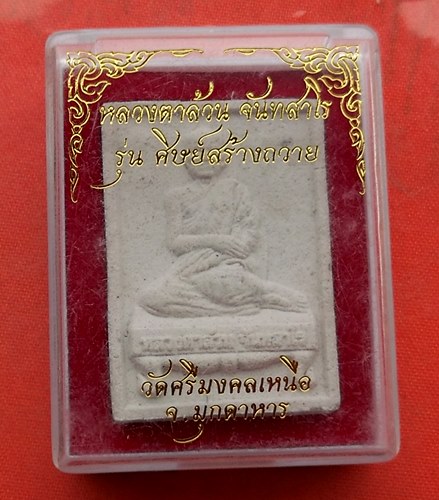 หลวงตาล้วน จันทสาโร
รุ่น ศิษย์สร้างถวาย
วัดศรีมงคลเหนือ
จ.มุกดาหาร